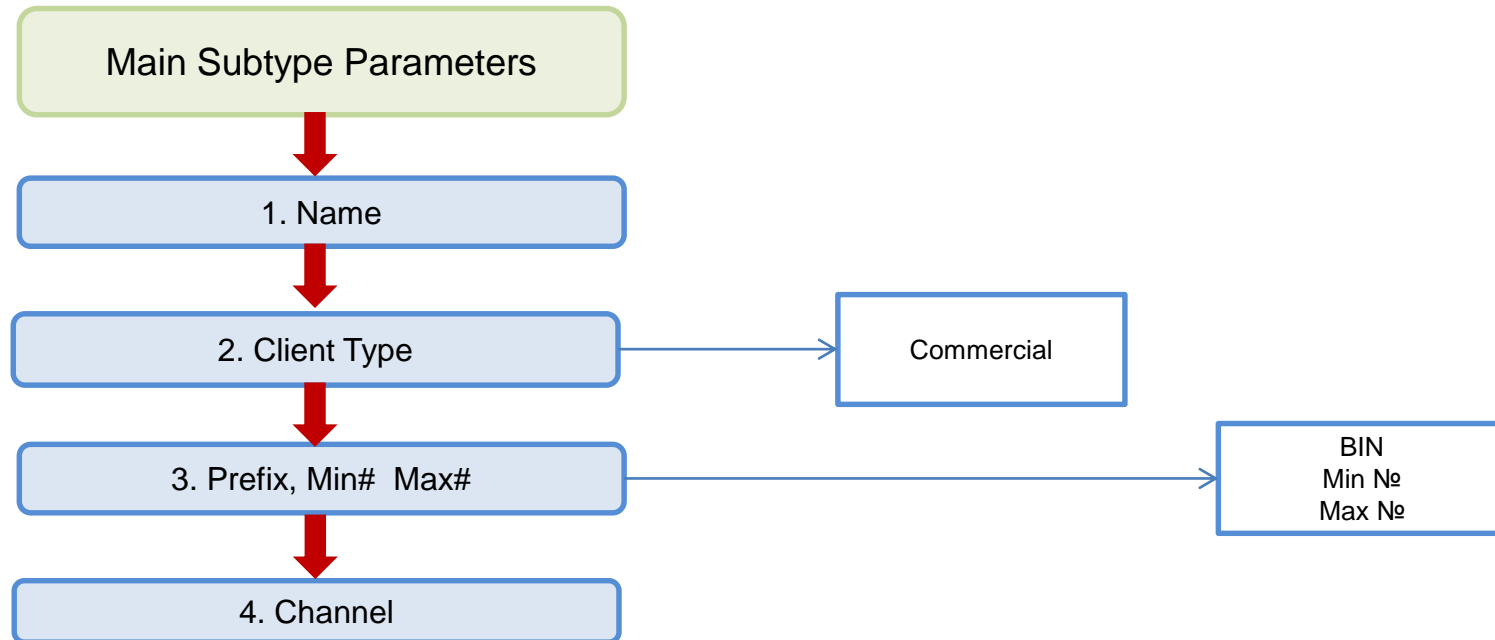 Main Subtype Parameters
1. Name
2. Client Type
Commercial
3. Prefix, Min#  Max#
BIN
Min №
Max №
4. Channel